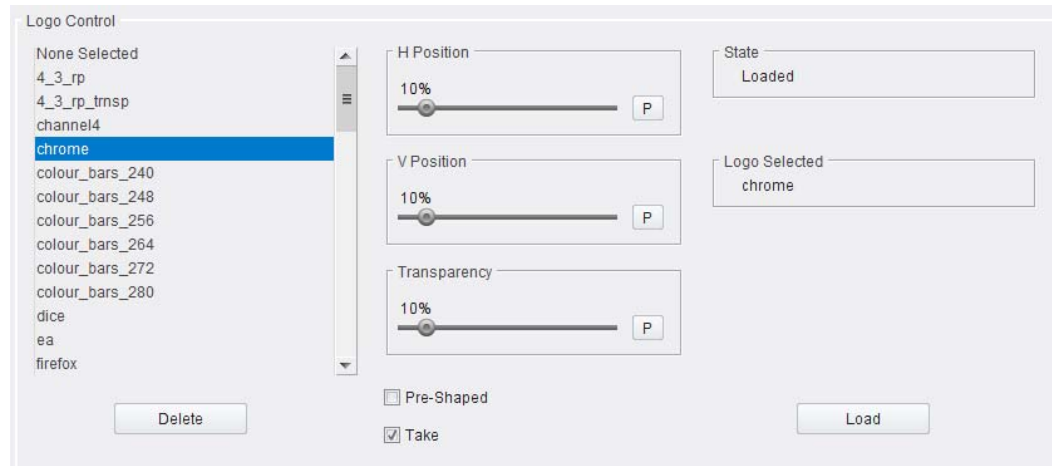 Logo Control
None Selected
4_3_rp
4_3_rp_trnsp
channel4
chrome
colour_bars_240
colour_bars_248
colour_bars_256
colour_bars_264
colour_bars_272
colour_bars_280
dice
ea
firefox
Delete
H Position
10%
P
V Position
10%
P
Transparency
10%
P
Pre-Shaped
Take
State
Loaded
Logo Selected
chrome
Load